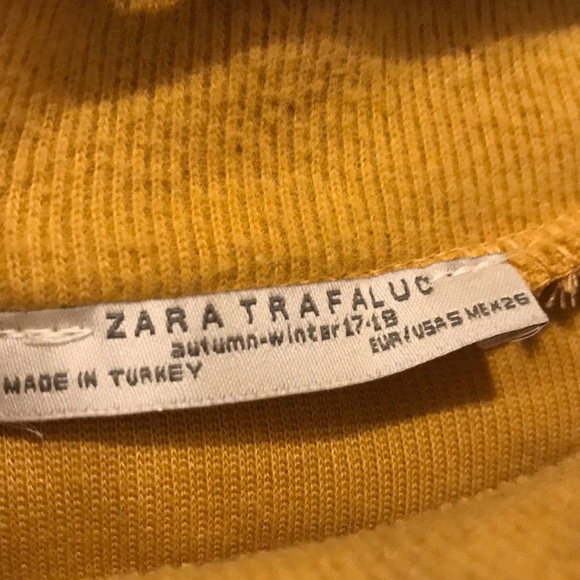 ZARA TRAFALUC
autumn-winter 17-18
EUR/USA S MEX 26
MADE IN TURKEY